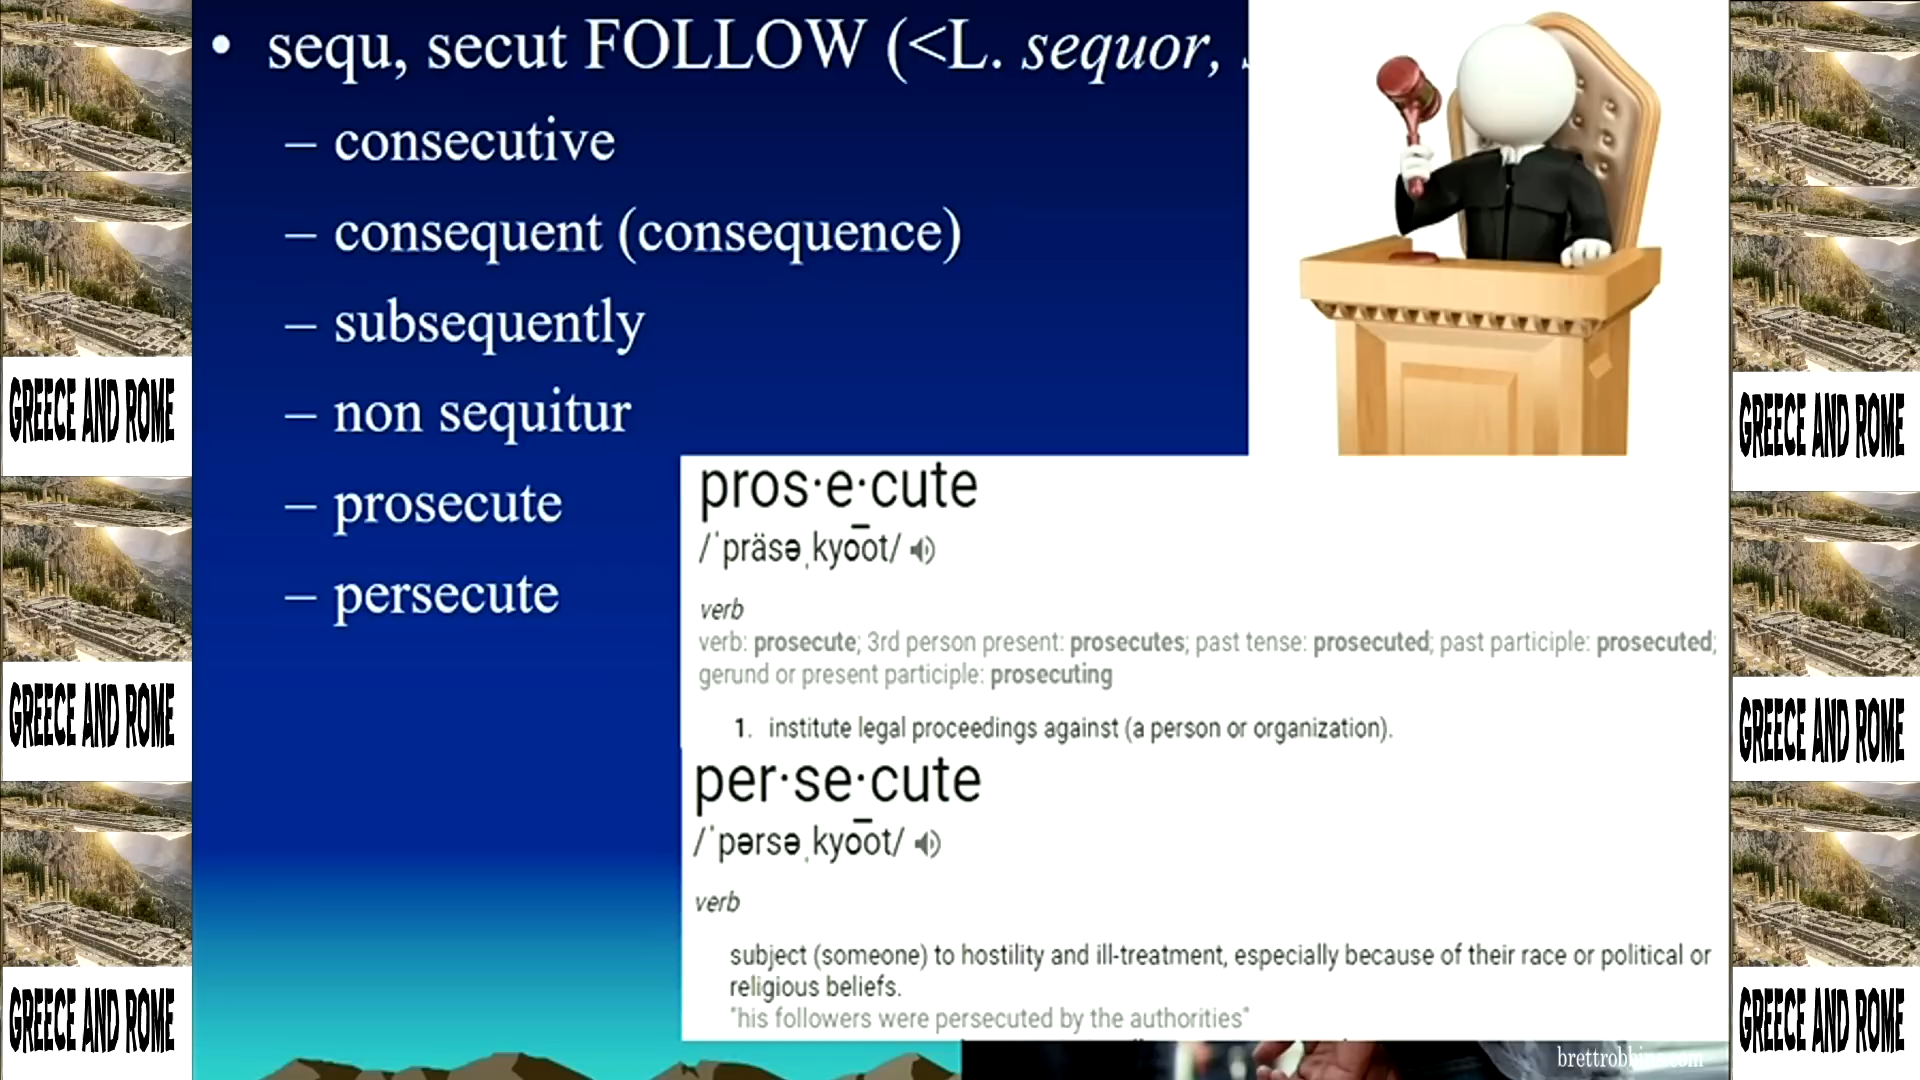 • sequ, secut FOLLOW (<L. sequor,
– consecutive
– consequent (consequence)
– subsequently
– non sequitur
– prosecute
– persecute
pros·e·cute
/ˈpräsəˌkyo͞ot/
verb
verb: prosecute; 3rd person present: prosecutes; past tense: prosecuted; past participle: prosecuted;
gerund or present participle: prosecuting
1. institute legal proceedings against (a person or organization).
per·se·cute
/ˈpərsəˌkyo͞ot/
verb
subject (someone) to hostility and ill-treatment, especially because of their race or political or
religious beliefs.
"his followers were persecuted by the authorities"
GREECE AND ROME
GREECE AND ROME
GREECE AND ROME
GREECE AND ROME
GREECE AND ROME
GREECE AND ROME